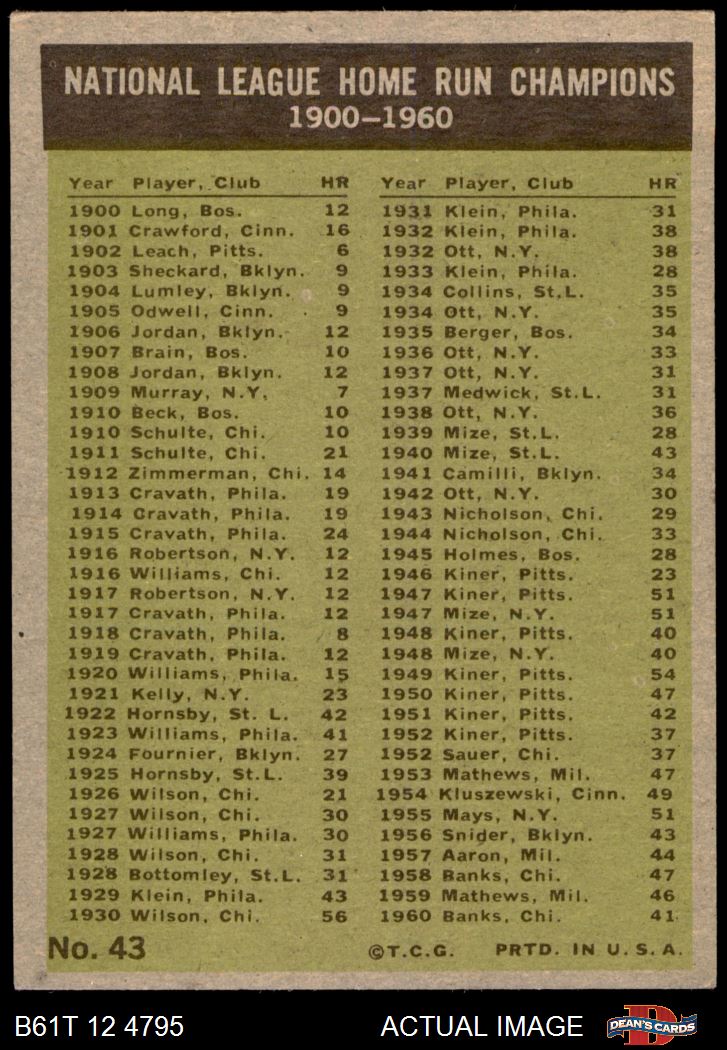 NATIONAL LEAGUE HOME RUN CHAMPIONS
1900–1960
Year Player, Club HR
1900 Long, Bos. 12
1901 Crawford, Cinn. 16
1902 Leach, Pitts. 6
1903 Sheckard, Bklyn. 9
1904 Lumley, Bklyn. 9
1905 Odwell, Cinn. 9
1906 Jordan, Bklyn. 12
1907 Brain, Bos. 10
1908 Jordan, Bklyn. 12
1909 Murray, N.Y, 7
1910 Beck, Bos. 10
1910 Schulte, Chi. 10
1911 Schulte, Chi. 21
1912 Zimmerman, Chi. 14
1913 Cravath, Phila. 19
1914 Cravath, Phila. 19
1915 Cravath, Phila. 24
1916 Robertson, N.Y. 12
1916 Williams, Chi. 12
1917 Robertson, N.Y. 12
1917 Cravath, Phila. 12
1918 Cravath, Phila. 8
1919 Cravath, Phila. 12
1920 Williams, Phila. 15
1921 Kelly, N.Y. 23
1922 Hornsby, St. L. 42
1923 Williams, Phila. 41
1924 Fournier, Bklyn. 27
1925 Hornsby, St.L. 39
1926 Wilson, Chi. 21
1927 Wilson, Chi. 30
1927 Williams, Phila. 30
1928 Wilson, Chi. 31
1928 Bottomley, St.L. 31
1929 Klein, Phila. 43
1930 Wilson, Chi. 56
Year Player, Club HR
1931 Klein, Phila. 31
1932 Klein, Phila. 38
1932 Ott, N.Y. 38
1933 Klein, Phila. 28
1934 Collins, St.L. 35
1934 Ott, N.Y. 35
1935 Berger, Bos. 34
1936 Ott, N.Y. 33
1937 Ott, N.Y. 31
1937 Medwick, St.L. 31
1938 Ott, N.Y. 36
1939 Mize, St.L. 28
1940 Mize, St.L. 43
1941 Camilli, Bklyn. 34
1942 Ott, N.Y. 30
1943 Nicholson, Chi. 29
1944 Nicholson, Chi. 33
1945 Holmes, Bos. 28
1946 Kiner, Pitts. 23
1947 Kiner, Pitts. 51
1947 Mize, N.Y. 51
1948 Kiner, Pitts. 40
1948 Mize, N.Y. 40
1949 Kiner, Pitts. 54
1950 Kiner, Pitts. 47
1951 Kiner, Pitts. 42
1952 Kiner, Pitts. 37
1952 Sauer, Chi. 37
1953 Mathews, Mil. 47
1954 Kluszewski, Cinn. 49
1955 Mays, N.Y. 51
1956 Snider, Bklyn. 43
1957 Aaron, Mil. 44
1958 Banks, Chi. 47
1959 Mathews, Mil. 46
1960 Banks, Chi. 41
No. 43
©T.C.G. PRTD. IN U.S.A.
B61T 12 4795 ACTUAL IMAGE
D
DEAN'S CARDS